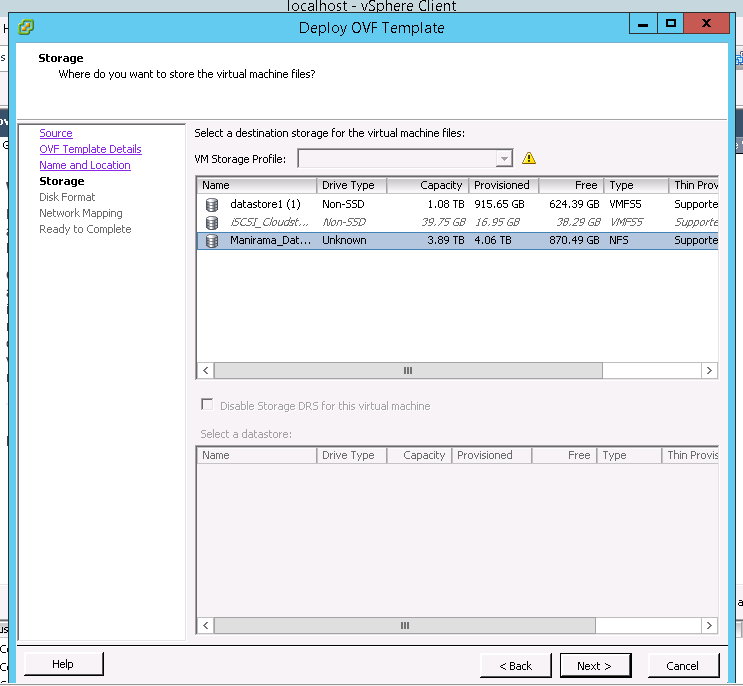 localhost - vSphere Client
Deploy OVF Template
Storage
Where do you want to store the virtual machine files?
Source
OVF Template Details
Name and Location
Storage
Disk Format
Network Mapping
Ready to Complete
Select a destination storage for the virtual machine files:
VM Storage Profile:
Name Drive Type Capacity Provisioned Free Type Thin Prov
datastore1 (1) Non-SSD 1.08 TB 915.65 GB 624.39 GB VMFS5 Supporte
iSCSI_Cloudst... Non-SSD 39.75 GB 16.95 GB 38.29 GB VMFS5 Supporte
Manirama_Dat... Unknown 3.89 TB 4.06 TB 870.49 GB NFS Supporte
Disable Storage DRS for this virtual machine
Select a datastore:
Name Drive Type Capacity Provisioned Free Type Thin Provis
Help < Back Next > Cancel